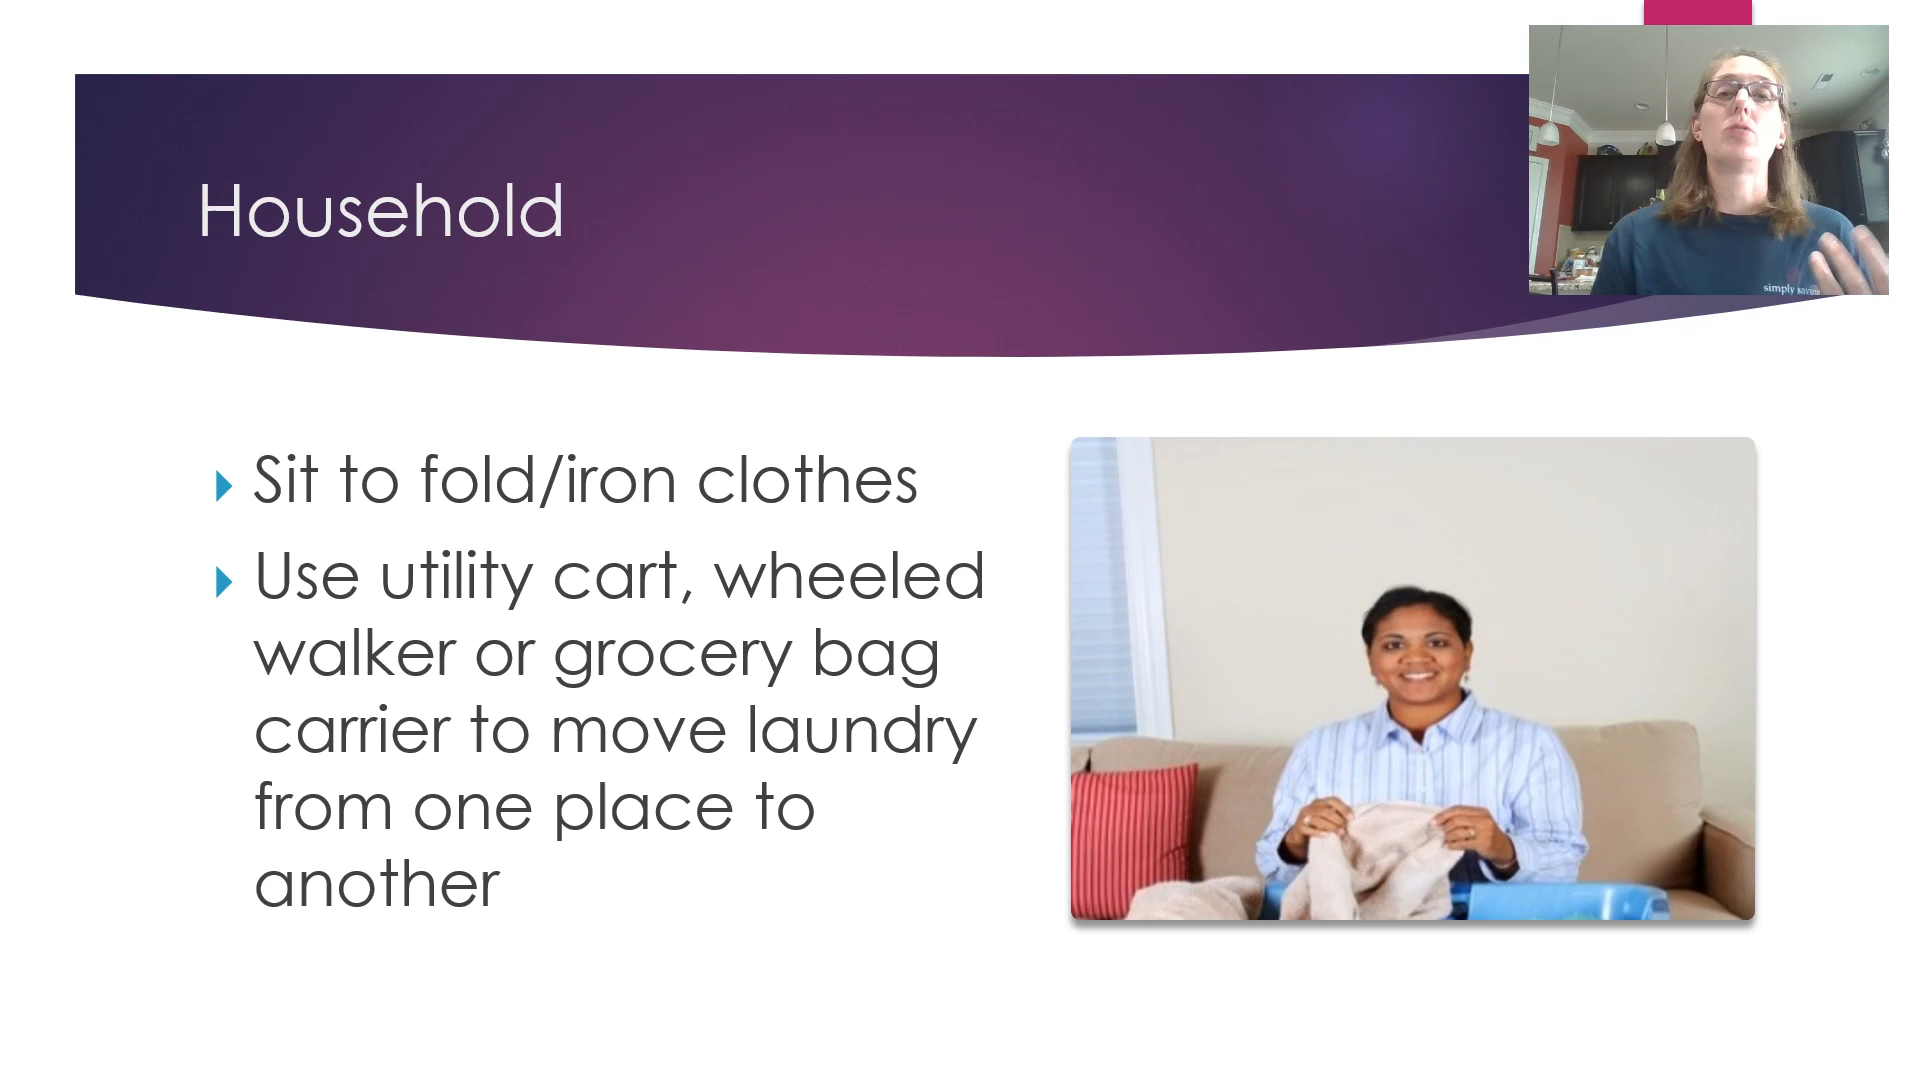 Household
Sit to fold/iron clothes
Use utility cart, wheeled
walker or grocery bag
carrier to move laundry
from one place to
another
simply saving